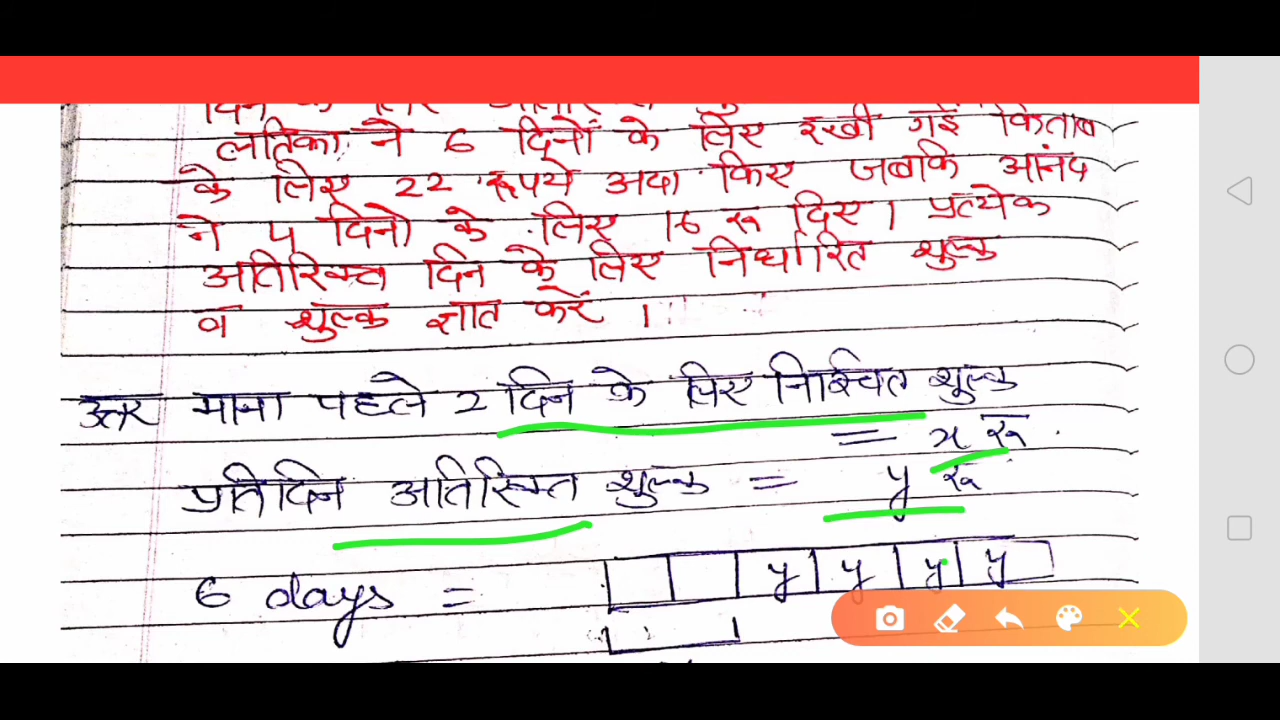 लतिका ने 6 दिनों के लिए रखी गई किताब
के लिए 22 रूपये अदा किए जबकि आनंद
ने 4 दिनों के लिए 16 रू दिए। प्रत्येक
अतिरिक्त दिन के लिए निर्धारित शुल्क
व शुल्क ज्ञात करें।
उत्तर माना पहले 2 दिन के लिए निश्चित शुल्क
= x रू
प्रतिदिन अतिरिक्त शुल्क = y रू
6 days = y y y y